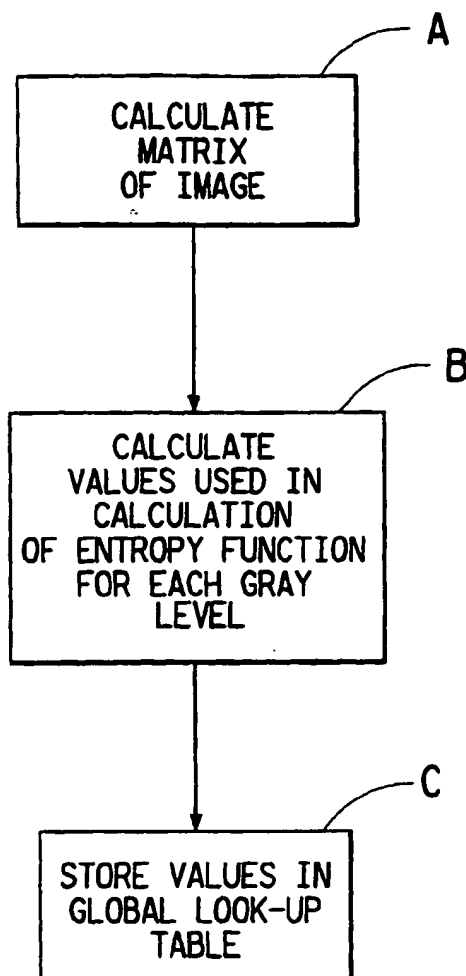 A
CALCULATE
MATRIX
OF IMAGE
B
CALCULATE
VALUES USED IN
CALCULATION
OF ENTROPY FUNCTION
FOR EACH GRAY
LEVEL
C
STORE VALUES IN
GLOBAL LOOK-UP
TABLE